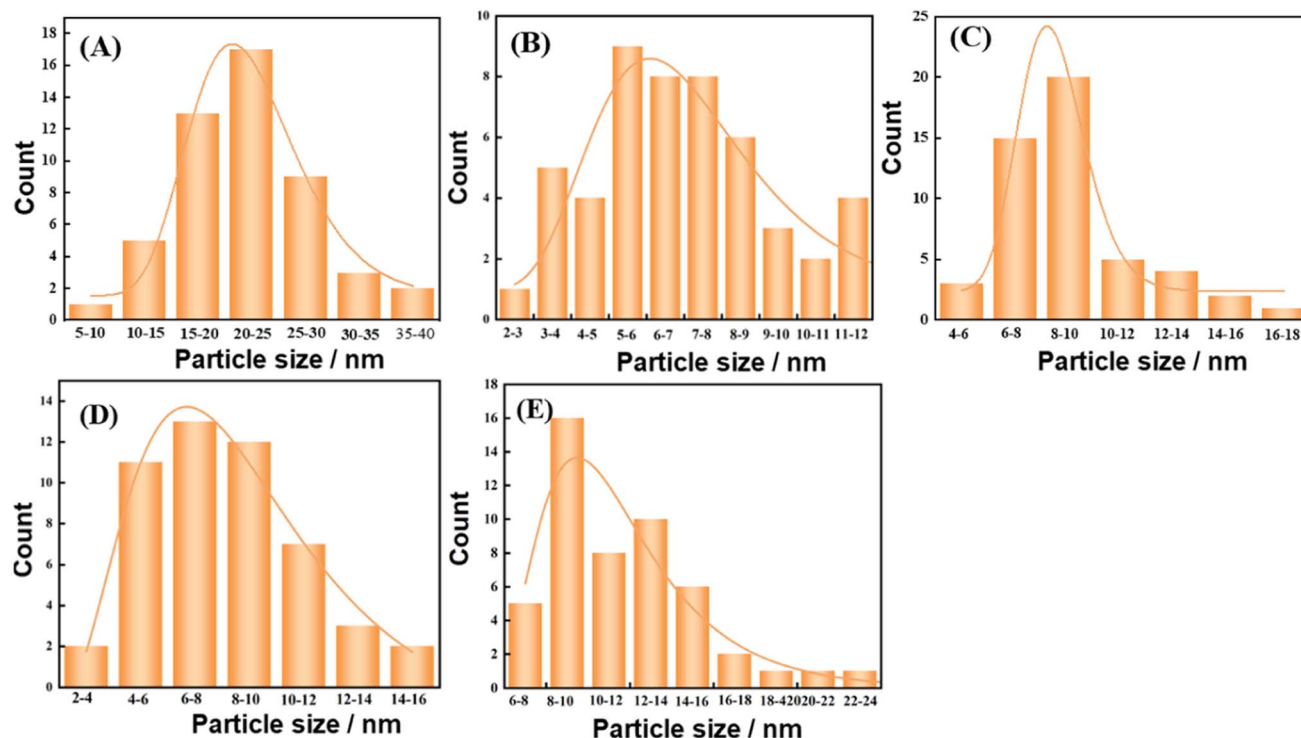 (A)
18
16
14
12
10
8
6
4
2
0
Count
5-10 10-15 15-20 20-25 25-30 30-35 35-40
Particle size / nm
(B)
10
8
6
4
2
0
Count
2-3 3-4 4-5 5-6 6-7 7-8 8-9 9-10 10-11 11-12
Particle size / nm
(C)
25
20
15
10
5
0
Count
4-6 6-8 8-10 10-12 12-14 14-16 16-18
Particle size / nm
(D)
14
12
10
8
6
4
2
0
Count
2-4 4-6 6-8 8-10 10-12 12-14 14-16
Particle size / nm
(E)
18
16
14
12
10
8
6
4
2
0
Count
6-8 8-10 10-12 12-14 14-16 16-18 18-42020-22 22-24
Particle size / nm